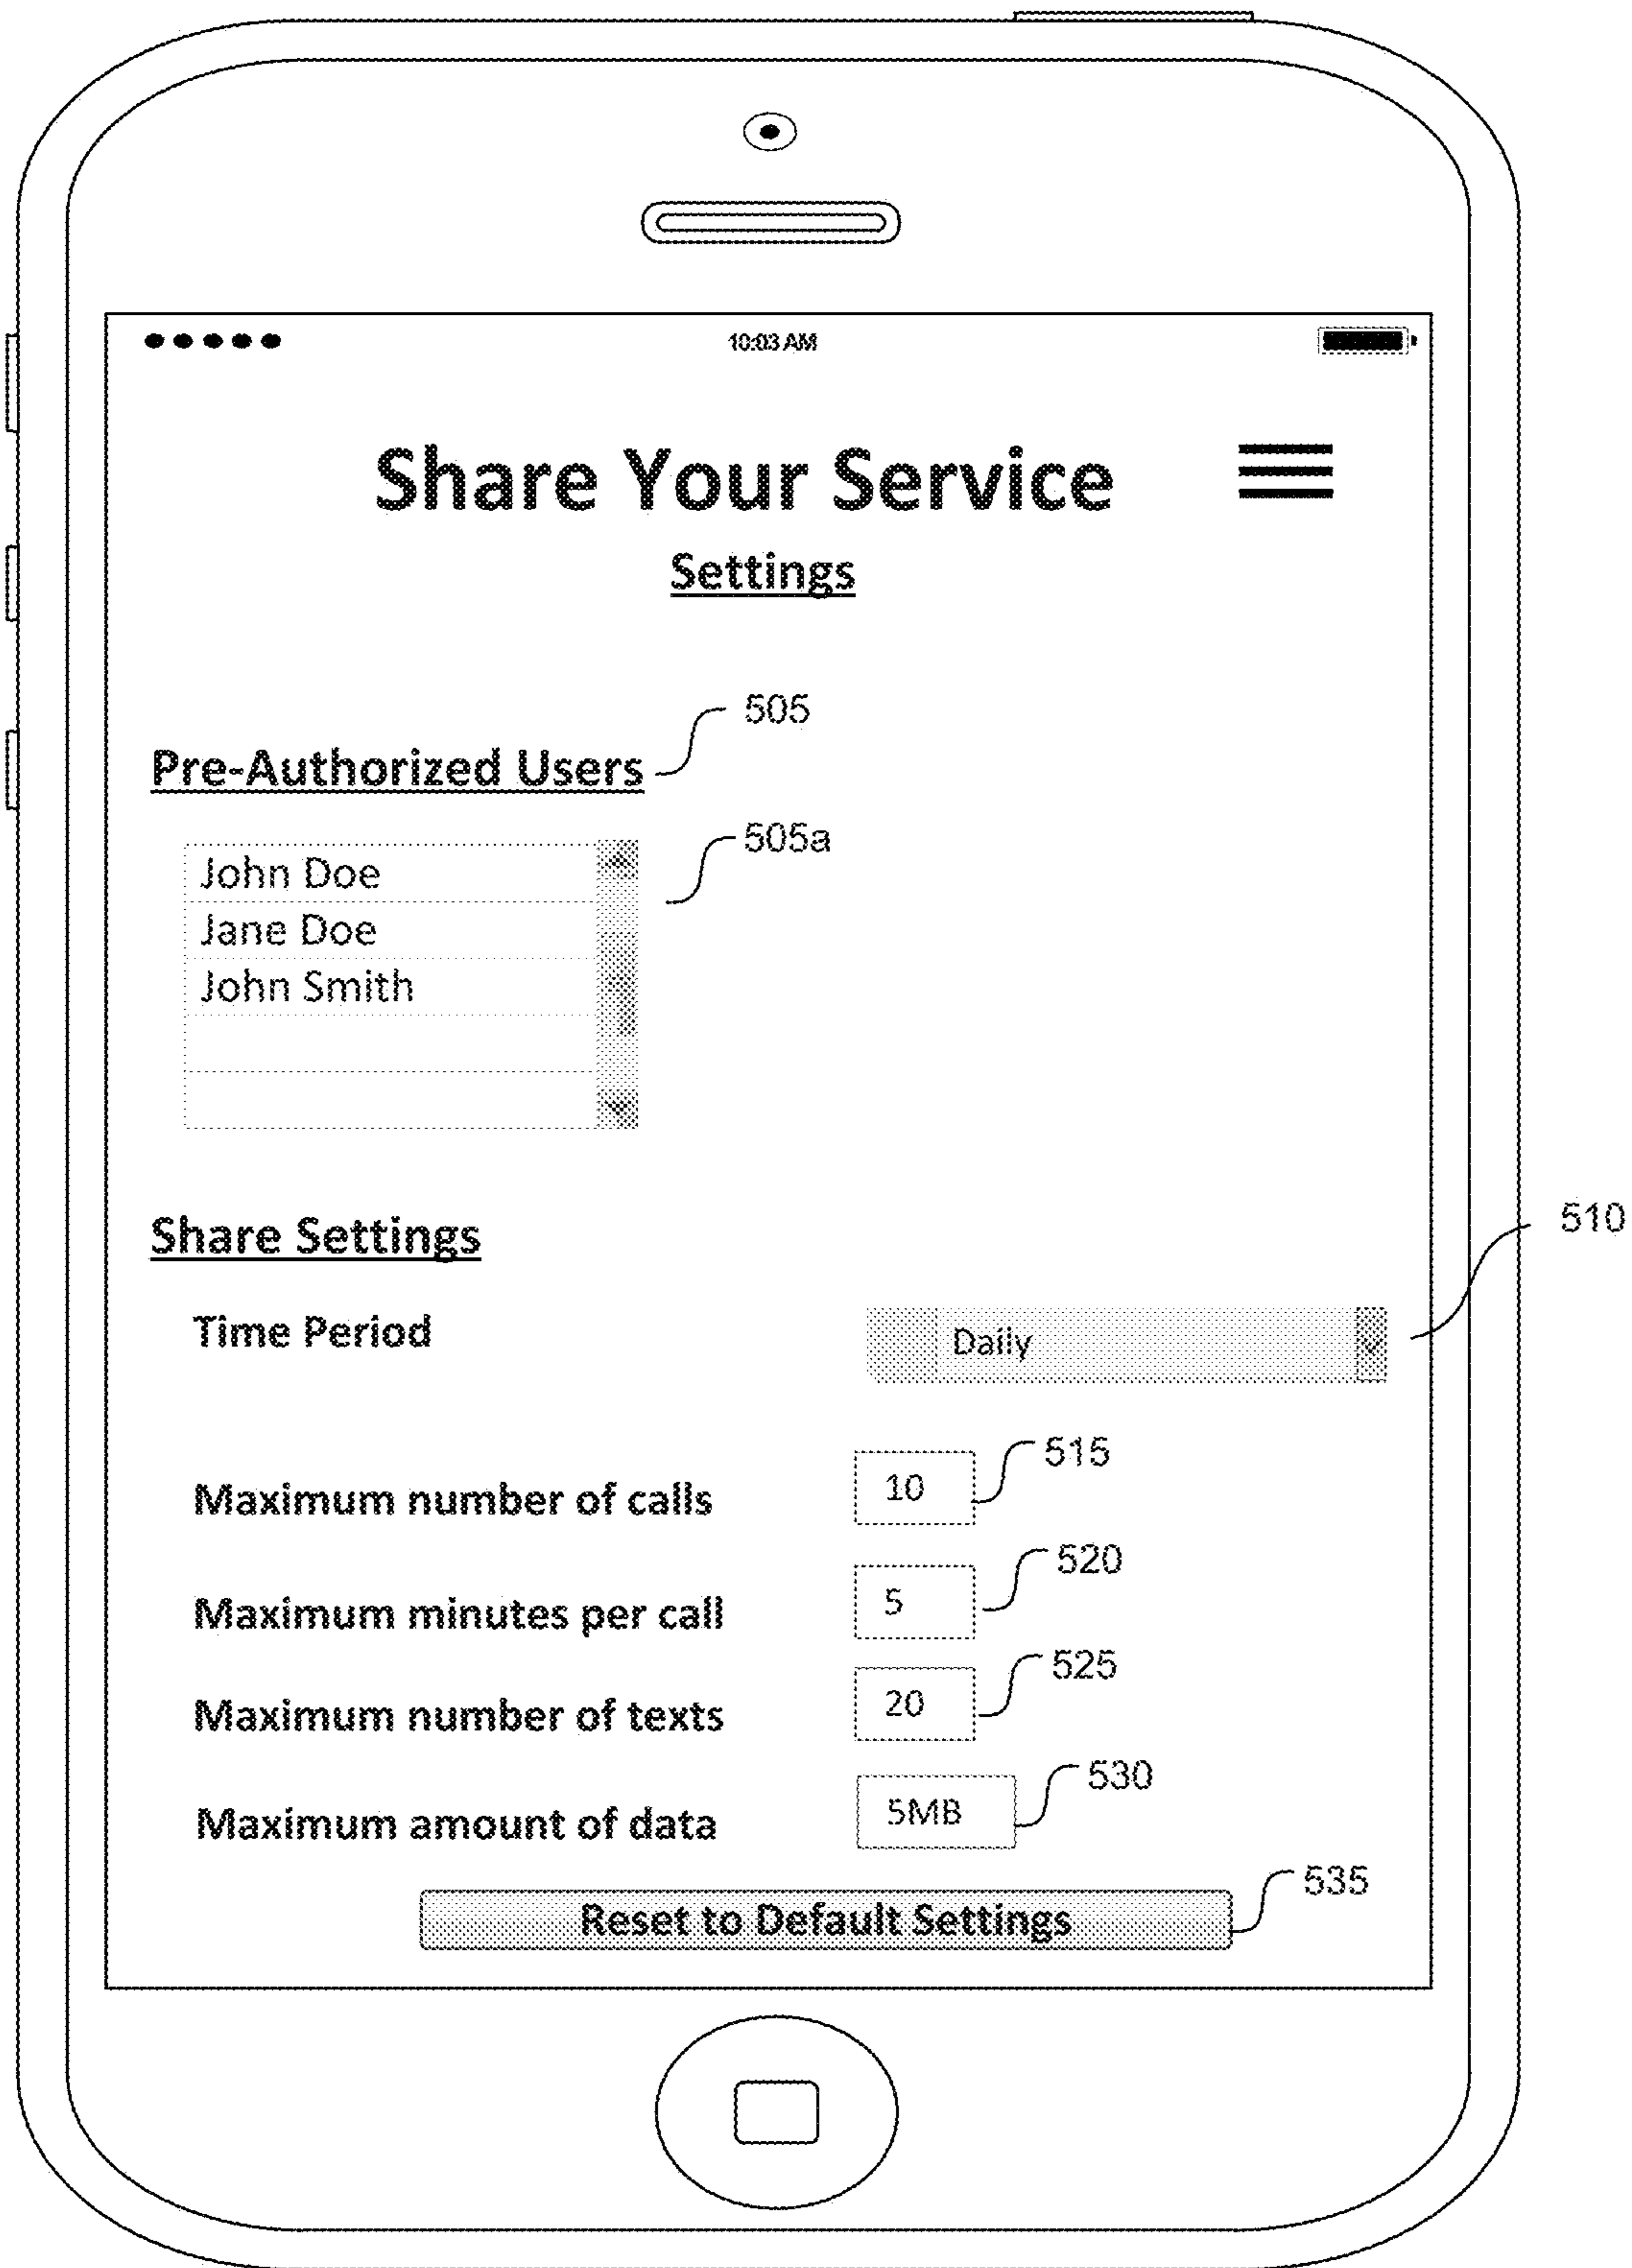 10:03 AM
Share Your Service
Settings
505
Pre-Authorized Users
505a
John Doe
Jane Doe
John Smith
510
Share Settings
Time Period
Daily
515
Maximum number of calls
10
520
Maximum minutes per call
5
525
Maximum number of texts
20
530
Maximum amount of data
5MB
535
Reset to Default Settings